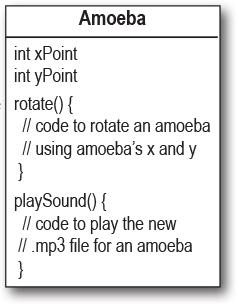 Amoeba
int xPoint
int yPoint
rotate() {
// code to rotate an amoeba
// using amoeba's x and y
}
playSound() {
// code to play the new
// .mp3 file for an amoeba
}